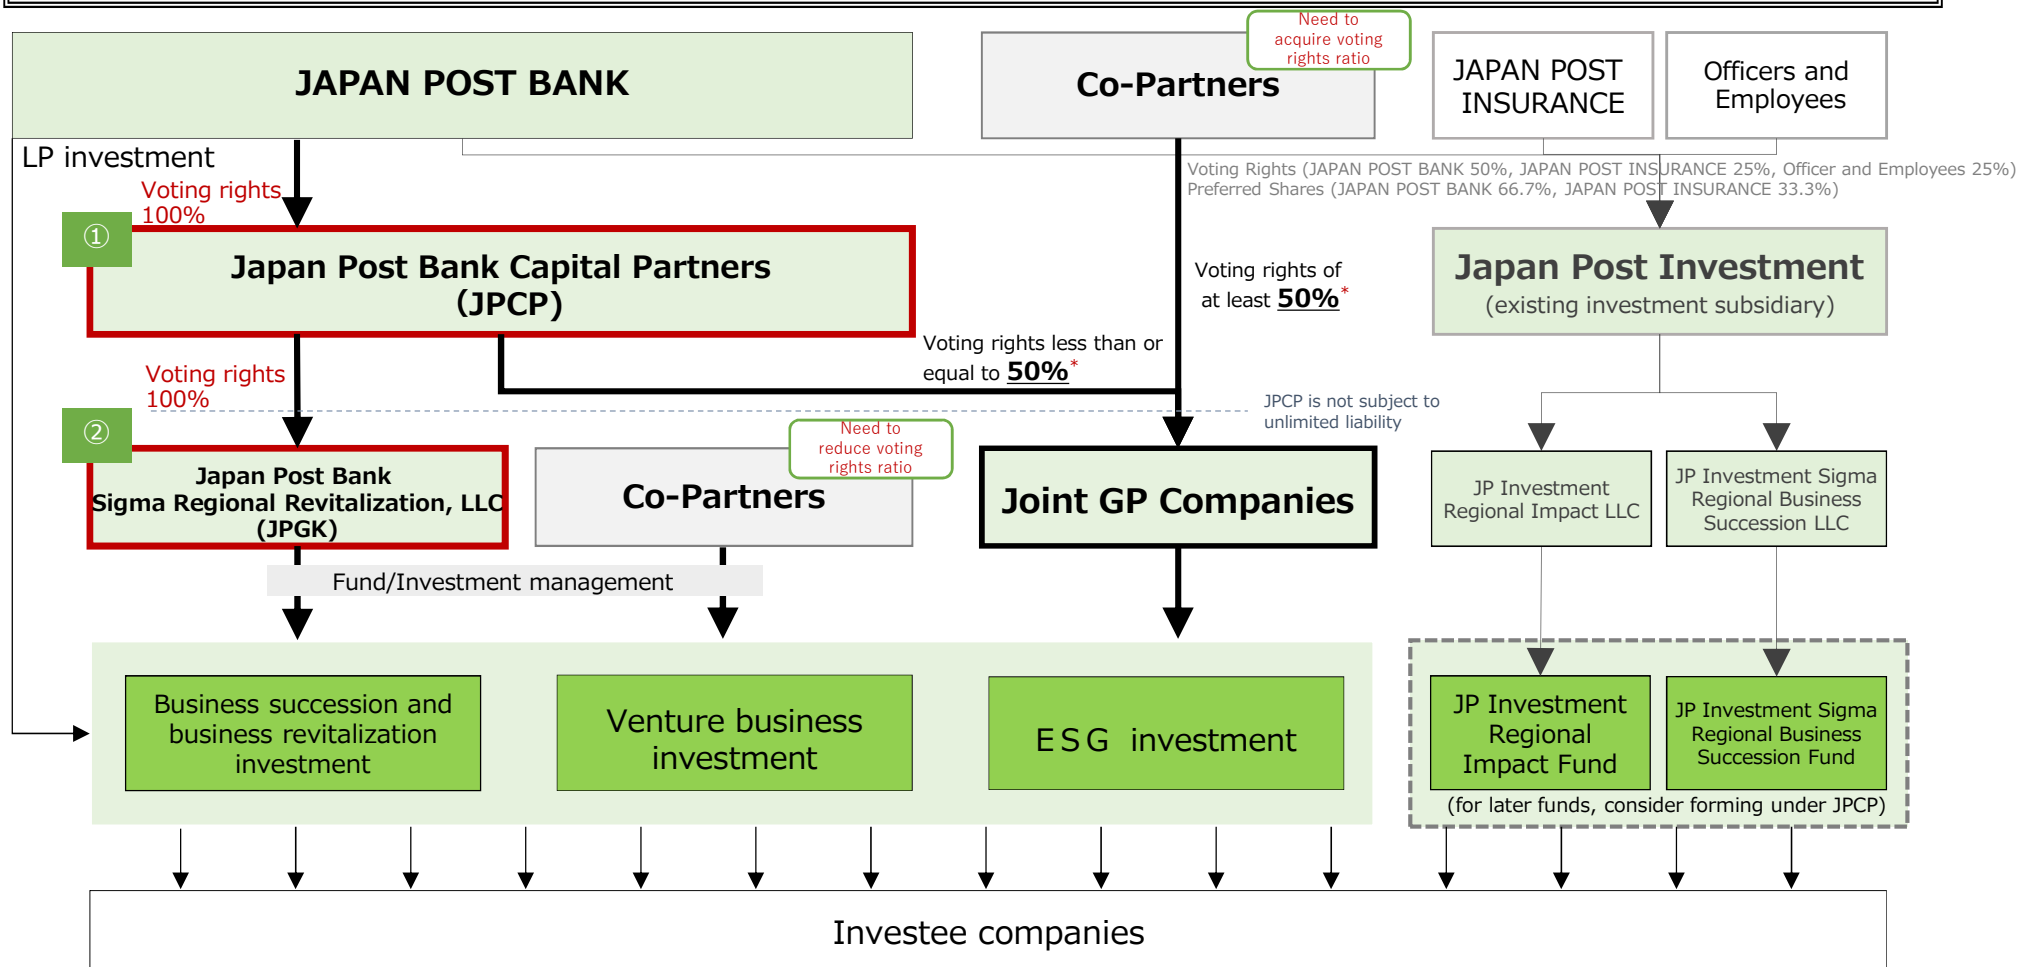 Need to
acquire voting
rights ratio
JAPAN POST BANK
Co-Partners
JAPAN POST
INSURANCE
Officers and
Employees
LP investment
Voting rights
100%
Voting Rights (JAPAN POST BANK 50%, JAPAN POST INSURANCE 25%, Officer and Employees 25%)
Preferred Shares (JAPAN POST BANK 66.7%, JAPAN POST INSURANCE 33.3%)
①
Japan Post Bank Capital Partners
(JPCP)
Voting rights of
at least 50%*
Japan Post Investment
(existing investment subsidiary)
Voting rights less than or
equal to 50%*
Voting rights
100%
JPCP is not subject to
unlimited liability
②
Need to
reduce voting
rights ratio
Japan Post Bank
Sigma Regional Revitalization, LLC
(JPGK)
Co-Partners
Joint GP Companies
JP Investment
Regional Impact LLC
JP Investment Sigma
Regional Business
Succession LLC
Fund/Investment management
Business succession and
business revitalization
investment
Venture business
investment
ESG investment
JP Investment
Regional
Impact Fund
JP Investment Sigma
Regional Business
Succession Fund
(for later funds, consider forming under JPCP)
Investee companies